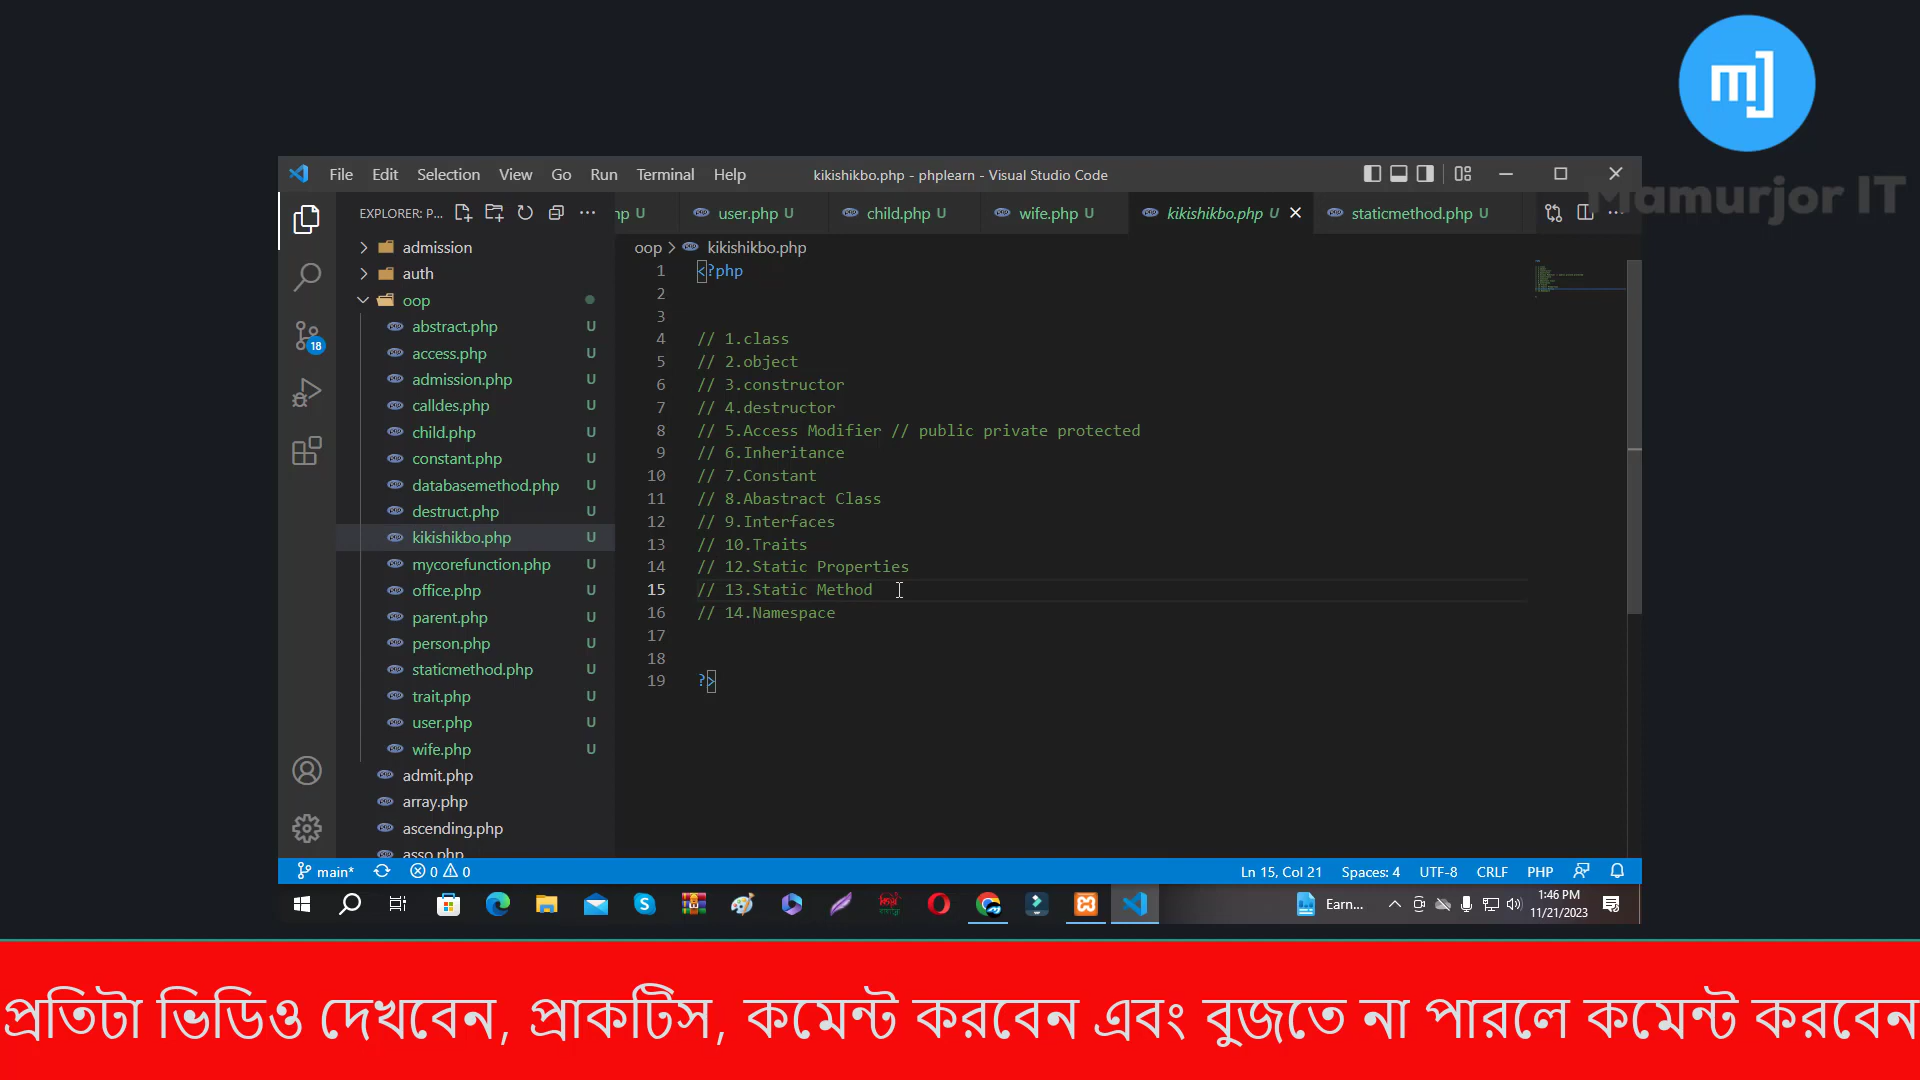 mj
Mamurjor IT
File Edit Selection View Go Run Terminal Help
kikishikbo.php - phplearn - Visual Studio Code
EXPLORER: P...
np U
user.php U
child.php U
wife.php U
kikishikbo.php U
staticmethod.php U
oop > kikishikbo.php
admission
auth
oop
abstract.php U
access.php U
admission.php U
calldes.php U
child.php U
constant.php U
databasemethod.php U
destruct.php U
kikishikbo.php U
mycorefunction.php U
office.php U
parent.php U
person.php U
staticmethod.php U
trait.php U
user.php U
wife.php U
admit.php
array.php
ascending.php
asso.php
18
1 <?php
2
3
4 // 1.class
5 // 2.object
6 // 3.constructor
7 // 4.destructor
8 // 5.Access Modifier // public private protected
9 // 6.Inheritance
10 // 7.Constant
11 // 8.Abastract Class
12 // 9.Interfaces
13 // 10.Traits
14 // 12.Static Properties
15 // 13.Static Method
16 // 14.Namespace
17
18
19 ?>
main* 0 0 Ln 15, Col 21 Spaces: 4 UTF-8 CRLF PHP
Earn...
1:46 PM
11/21/2023
প্রতিটা ভিডিও দেখবেন, প্রাকটিস, কমেন্ট করবেন এবং বুজতে না পারলে কমেন্ট করবেন